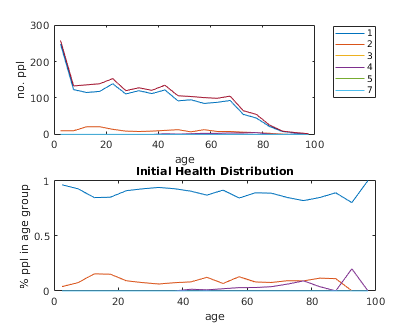 300
200
100
0
no. ppl
0 20 40 60 80 100
age
1
2
3
4
5
7
Initial Health Distribution
1
0.5
0
% ppl in age group
0 20 40 60 80 100
age